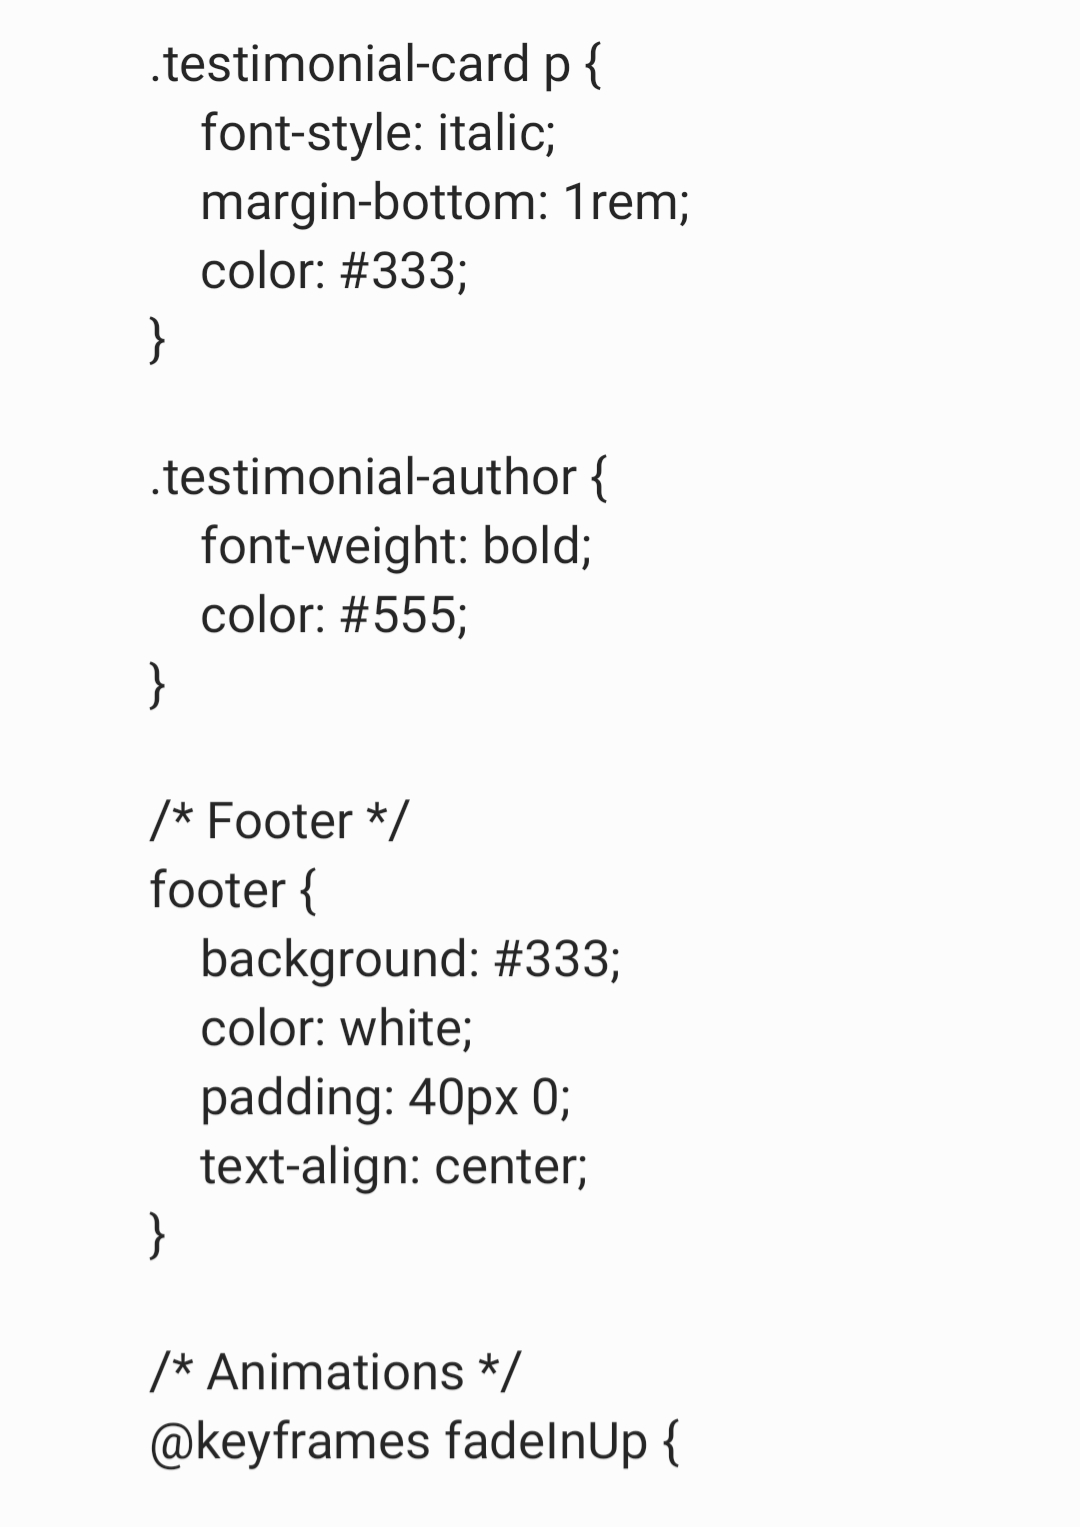 .testimonial-card p {
    font-style: italic;
    margin-bottom: 1rem;
    color: #333;
}

.testimonial-author {
    font-weight: bold;
    color: #555;
}

/* Footer */
footer {
    background: #333;
    color: white;
    padding: 40px 0;
    text-align: center;
}

/* Animations */
@keyframes fadeInUp {